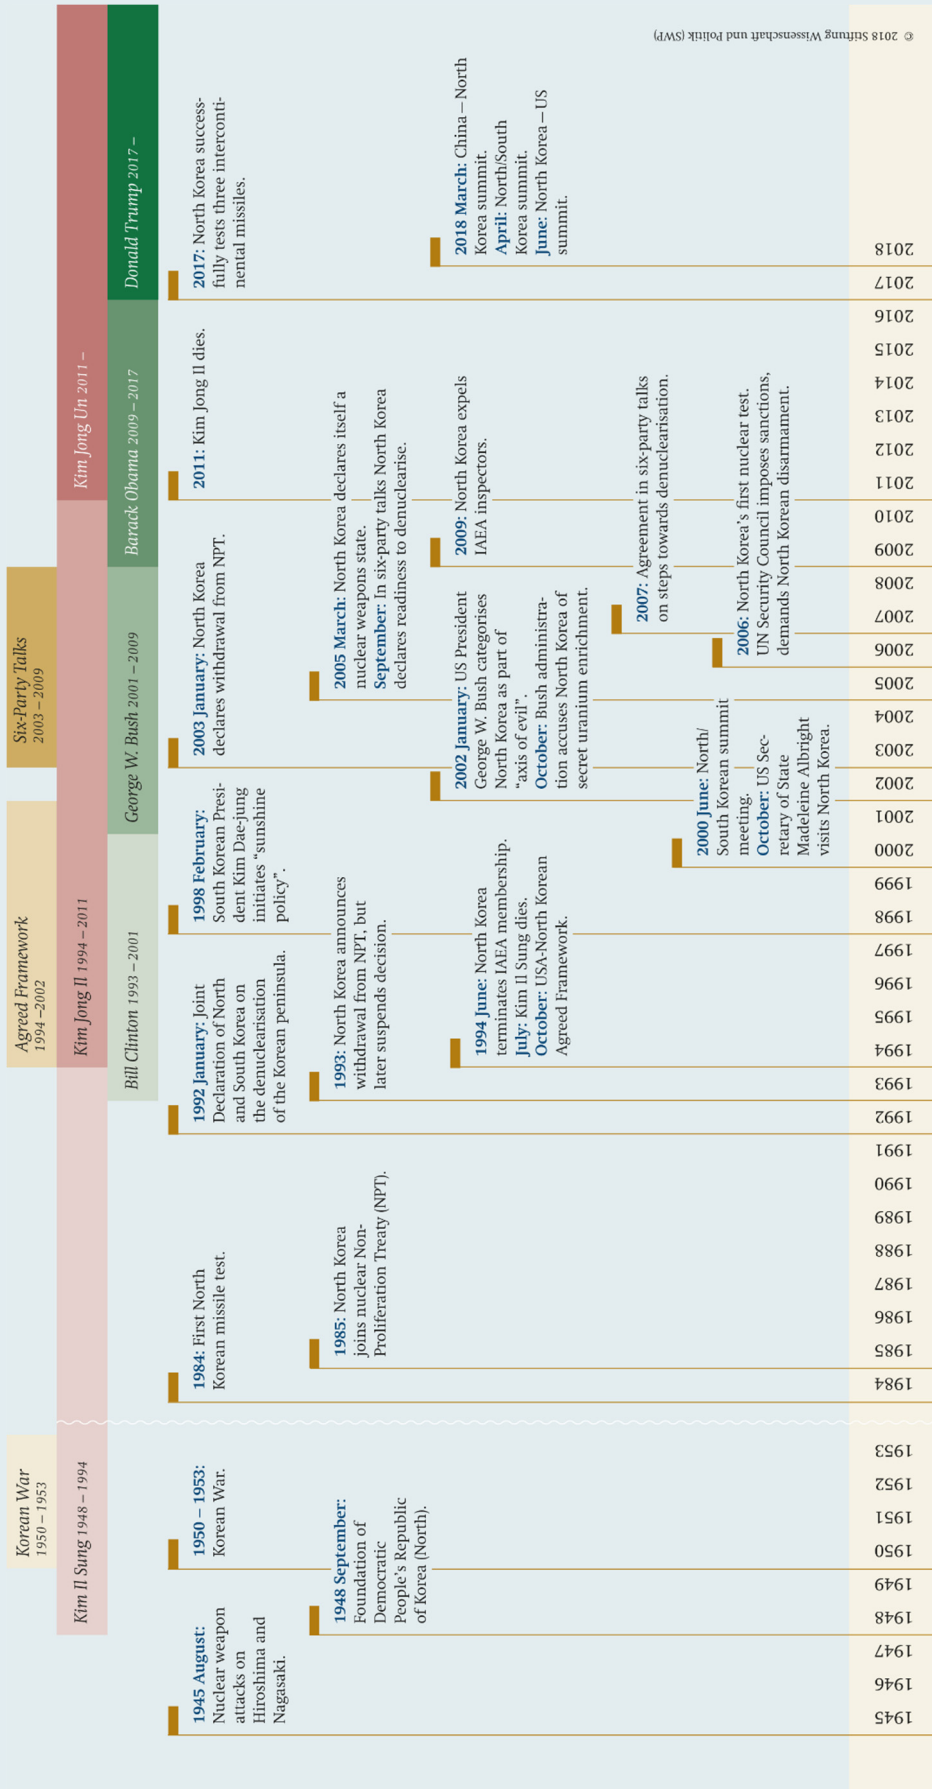 Korean War
1950 – 1953
Agreed Framework
1994 –2002
Six-Party Talks
2003 – 2009
Kim Il Sung 1948 – 1994
Kim Jong Il 1994 – 2011
Kim Jong Un 2011 –
Bill Clinton 1993 – 2001
George W. Bush 2001 – 2009
Barack Obama 2009 – 2017
Donald Trump 2017 –
1945 August:
Nuclear weapon
attacks on
Hiroshima and
Nagasaki.
1948 September:
Foundation of
Democratic
People’s Republic
of Korea (North).
1950 – 1953:
Korean War.
1984: First North
Korean missile test.
1985: North Korea
joins nuclear Non-
Proliferation Treaty (NPT).
1992 January: Joint
Declaration of North
and South Korea on
the denuclearisation
of the Korean peninsula.
1993: North Korea announces
withdrawal from NPT, but
later suspends decision.
1994 June: North Korea
terminates IAEA membership.
July: Kim Il Sung dies.
October: USA-North Korean
Agreed Framework.
1998 February:
South Korean Presi-
dent Kim Dae-jung
initiates “sunshine
policy”.
2000 June: North/
South Korean summit
meeting.
October: US Sec-
retary of State
Madeleine Albright
visits North Korea.
2002 January: US President
George W. Bush categorises
North Korea as part of
“axis of evil”.
October: Bush administra-
tion accuses North Korea of
secret uranium enrichment.
2003 January: North Korea
declares withdrawal from NPT.
2005 March: North Korea declares itself a
nuclear weapons state.
September: In six-party talks North Korea
declares readiness to denuclearise.
2006: North Korea’s first nuclear test.
UN Security Council imposes sanctions,
demands North Korean disarmament.
2007: Agreement in six-party talks
on steps towards denuclearisation.
2009: North Korea expels
IAEA inspectors.
2011: Kim Jong Il dies.
2017: North Korea success-
fully tests three interconti-
nental missiles.
2018 March: China – North
Korea summit.
April: North/South
Korea summit.
June: North Korea – US
summit.
1945
1946
1947
1948
1949
1950
1951
1952
1953
1984
1985
1986
1987
1988
1989
1990
1991
1992
1993
1994
1995
1996
1997
1998
1999
2000
2001
2002
2003
2004
2005
2006
2007
2008
2009
2010
2011
2012
2013
2014
2015
2016
2017
2018
© 2018 Stiftung Wissenschaft und Politik (SWP)